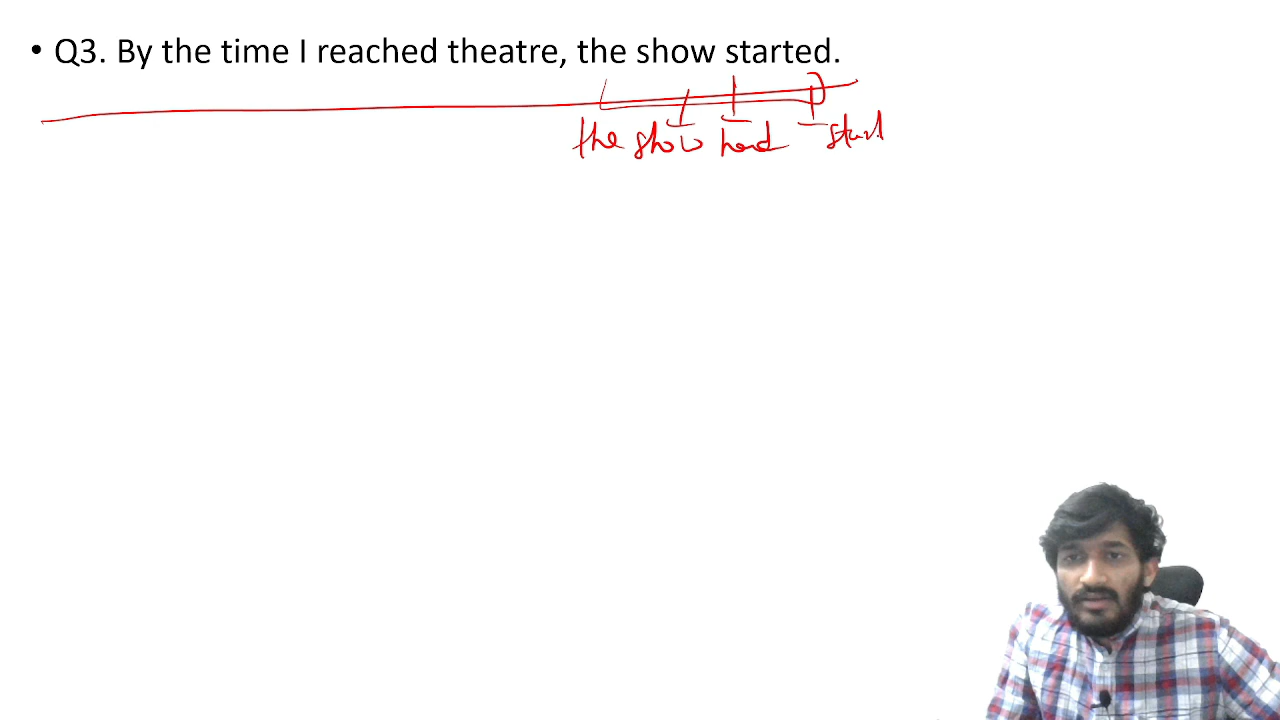 • Q3. By the time I reached theatre, the show started.
the show had start